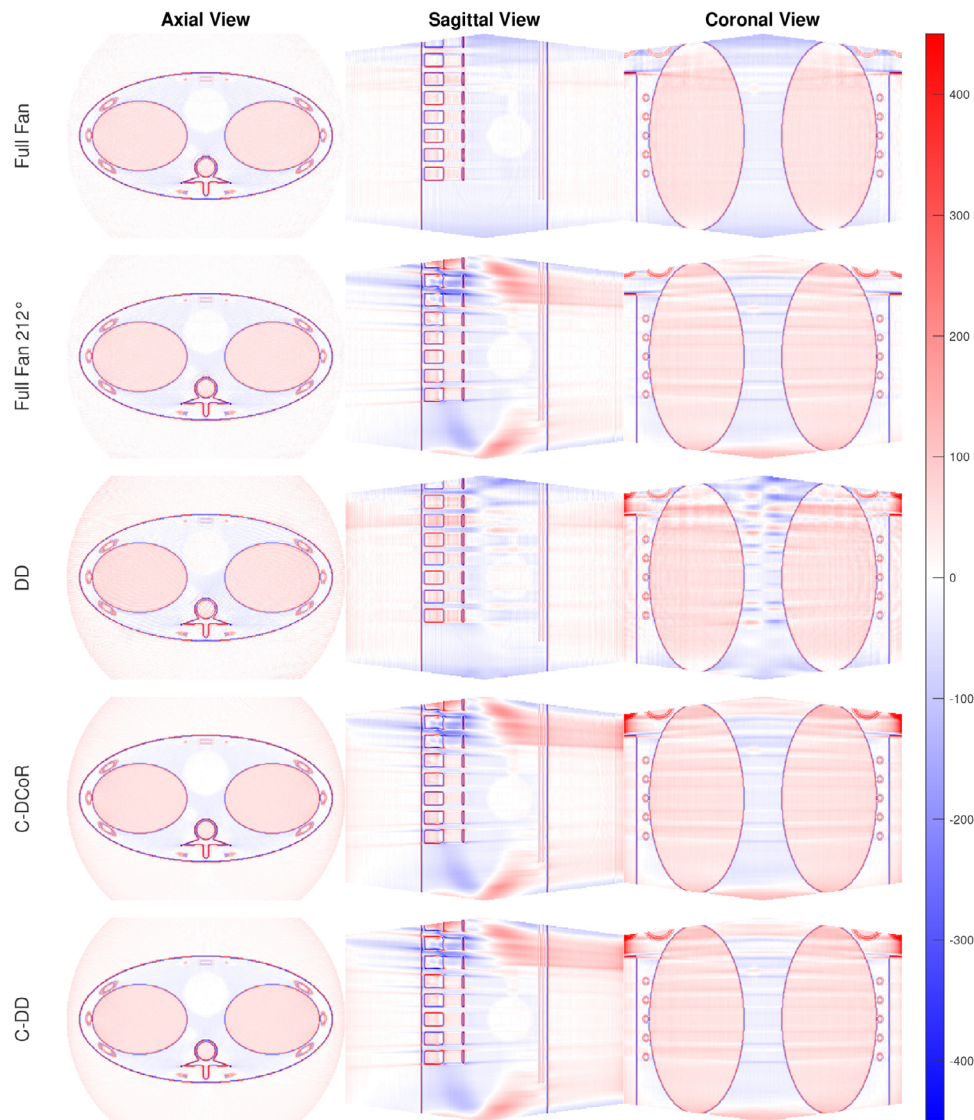 Axial View
Sagittal View
Coronal View
Full Fan
Full Fan 212°
DD
C-DCoR
C-DD
400
300
200
100
0
-100
-200
-300
-400